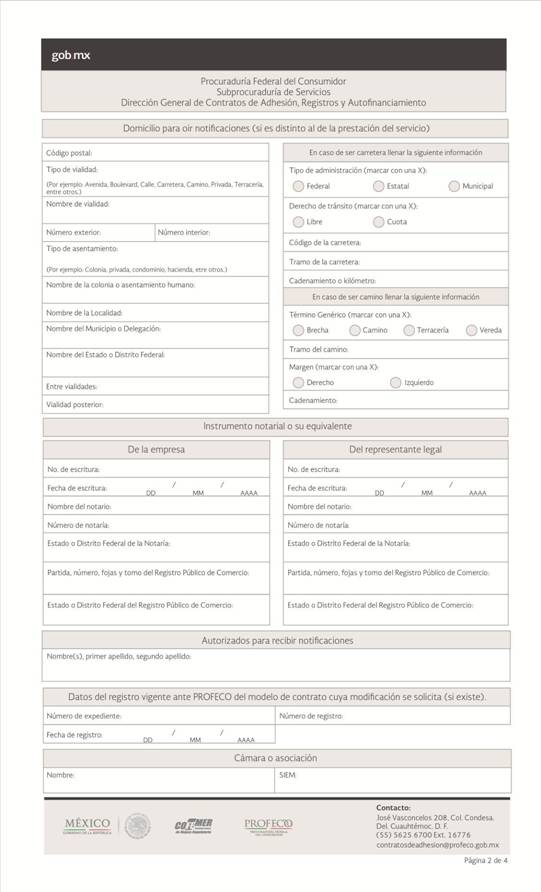 gob mx
Procuraduría Federal del Consumidor
Subprocuraduría de Servicios
Dirección General de Contratos de Adhesión, Registros y Autofinanciamiento
Domicilio para oir notificaciones (si es distinto al de la prestación del servicio)
Código postal:
Tipo de vialidad:
(Por ejemplo: Avenida, Boulevard, Calle, Carretera, Camino, Privada, Terracería,
entre otros.)
Nombre de vialidad:
Número exterior:
Número interior:
Tipo de asentamiento:
(Por ejemplo: Colonia, privada, condominio, hacienda, etre otros.)
Nombre de la colonia o asentamiento humano:
Nombre de la Localidad:
Nombre del Municipio o Delegación:
Nombre del Estado o Distrito Federal:
Entre vialidades:
Vialidad posterior:
En caso de ser carretera llenar la siguiente información
Tipo de administración (marcar con una X):
Federal Estatal Municipal
Derecho de tránsito (marcar con una X):
Libre Cuota
Código de la carretera:
Tramo de la carretera:
Cadenamiento o kilómetro:
En caso de ser camino llenar la siguiente información
Término Genérico (marcar con una X):
Brecha Camino Terracería Vereda
Tramo del camino:
Margen (marcar con una X):
Derecho Izquierdo
Cadenamiento:
Instrumento notarial o su equivalente
De la empresa
No. de escritura:
Fecha de escritura: / /
DD MM AAAA
Nombre del notario:
Número de notaría:
Estado o Distrito Federal de la Notaría:
Partida, número, fojas y tomo del Registro Público de Comercio:
Estado o Distrito Federal del Registro Público de Comercio:
Del representante legal
No. de escritura:
Fecha de escritura: / /
DD MM AAAA
Nombre del notario:
Número de notaría:
Estado o Distrito Federal de la Notaría:
Partida, número, fojas y tomo del Registro Público de Comercio:
Estado o Distrito Federal del Registro Público de Comercio:
Autorizados para recibir notificaciones
Nombre(s), primer apellido, segundo apellido:
Datos del registro vigente ante PROFECO del modelo de contrato cuya modificación se solicita (si existe).
Número de expediente:
Número de registro:
Fecha de registro: / /
DD MM AAAA
Cámara o asociación
Nombre:
SIEM:
MÉXICO
GOBIERNO DE LA REPÚBLICA
COFEMER
PROFECO
Contacto:
José Vasconcelos 208, Col. Condesa.
Del. Cuauhtémoc. D. F.
(55) 5625 6700 Ext. 16776
contratosdeadhesion@profeco.gob.mx
Página 2 de 4